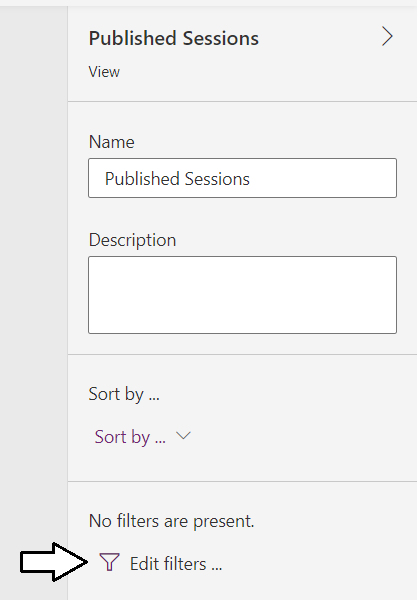 Published Sessions
View
Name
Published Sessions
Description
Sort by ...
Sort by ...
No filters are present.
Edit filters ...